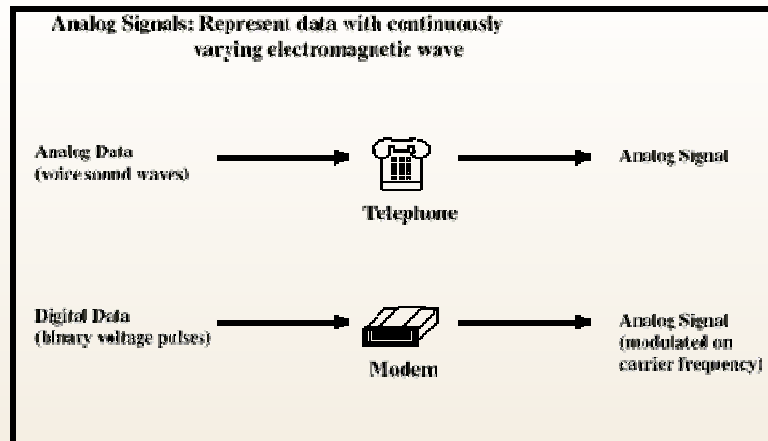 Analog Signals: Represent data with continuously
varying electromagnetic wave
Analog Data
(voice sound waves)
Analog Signal
Telephone
Digital Data
(binary voltage pulses)
Analog Signal
(modulated on
carrier frequency)
Modem